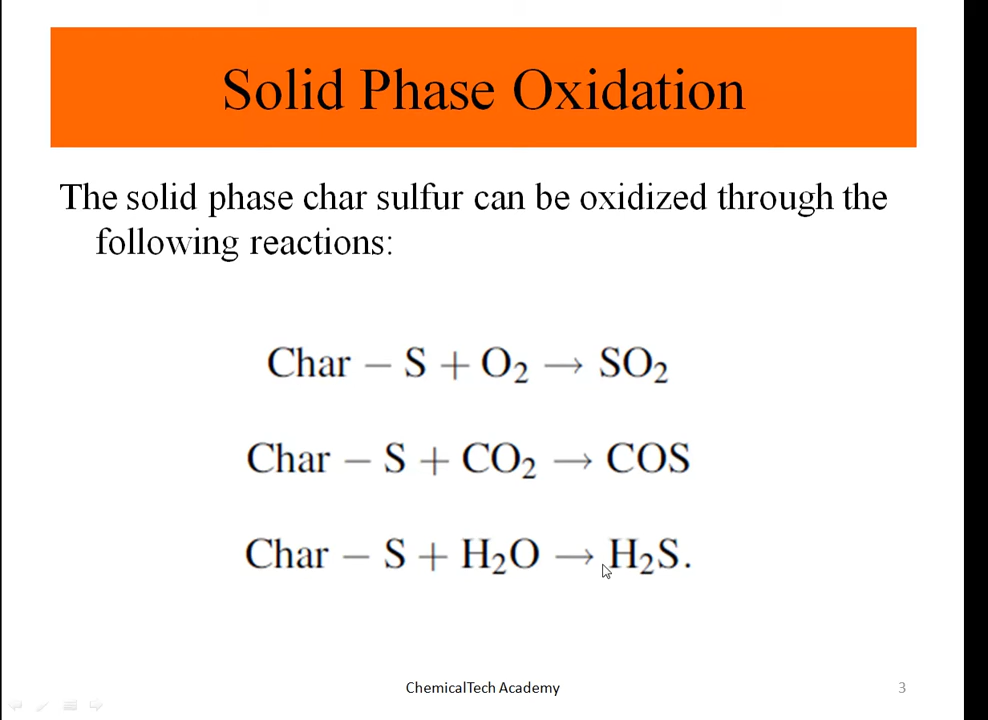 Solid Phase Oxidation
The solid phase char sulfur can be oxidized through the
following reactions:
Char – S + O₂ → SO₂
Char – S + CO₂ → COS
Char – S + H₂O → H₂S.
ChemicalTech Academy
3